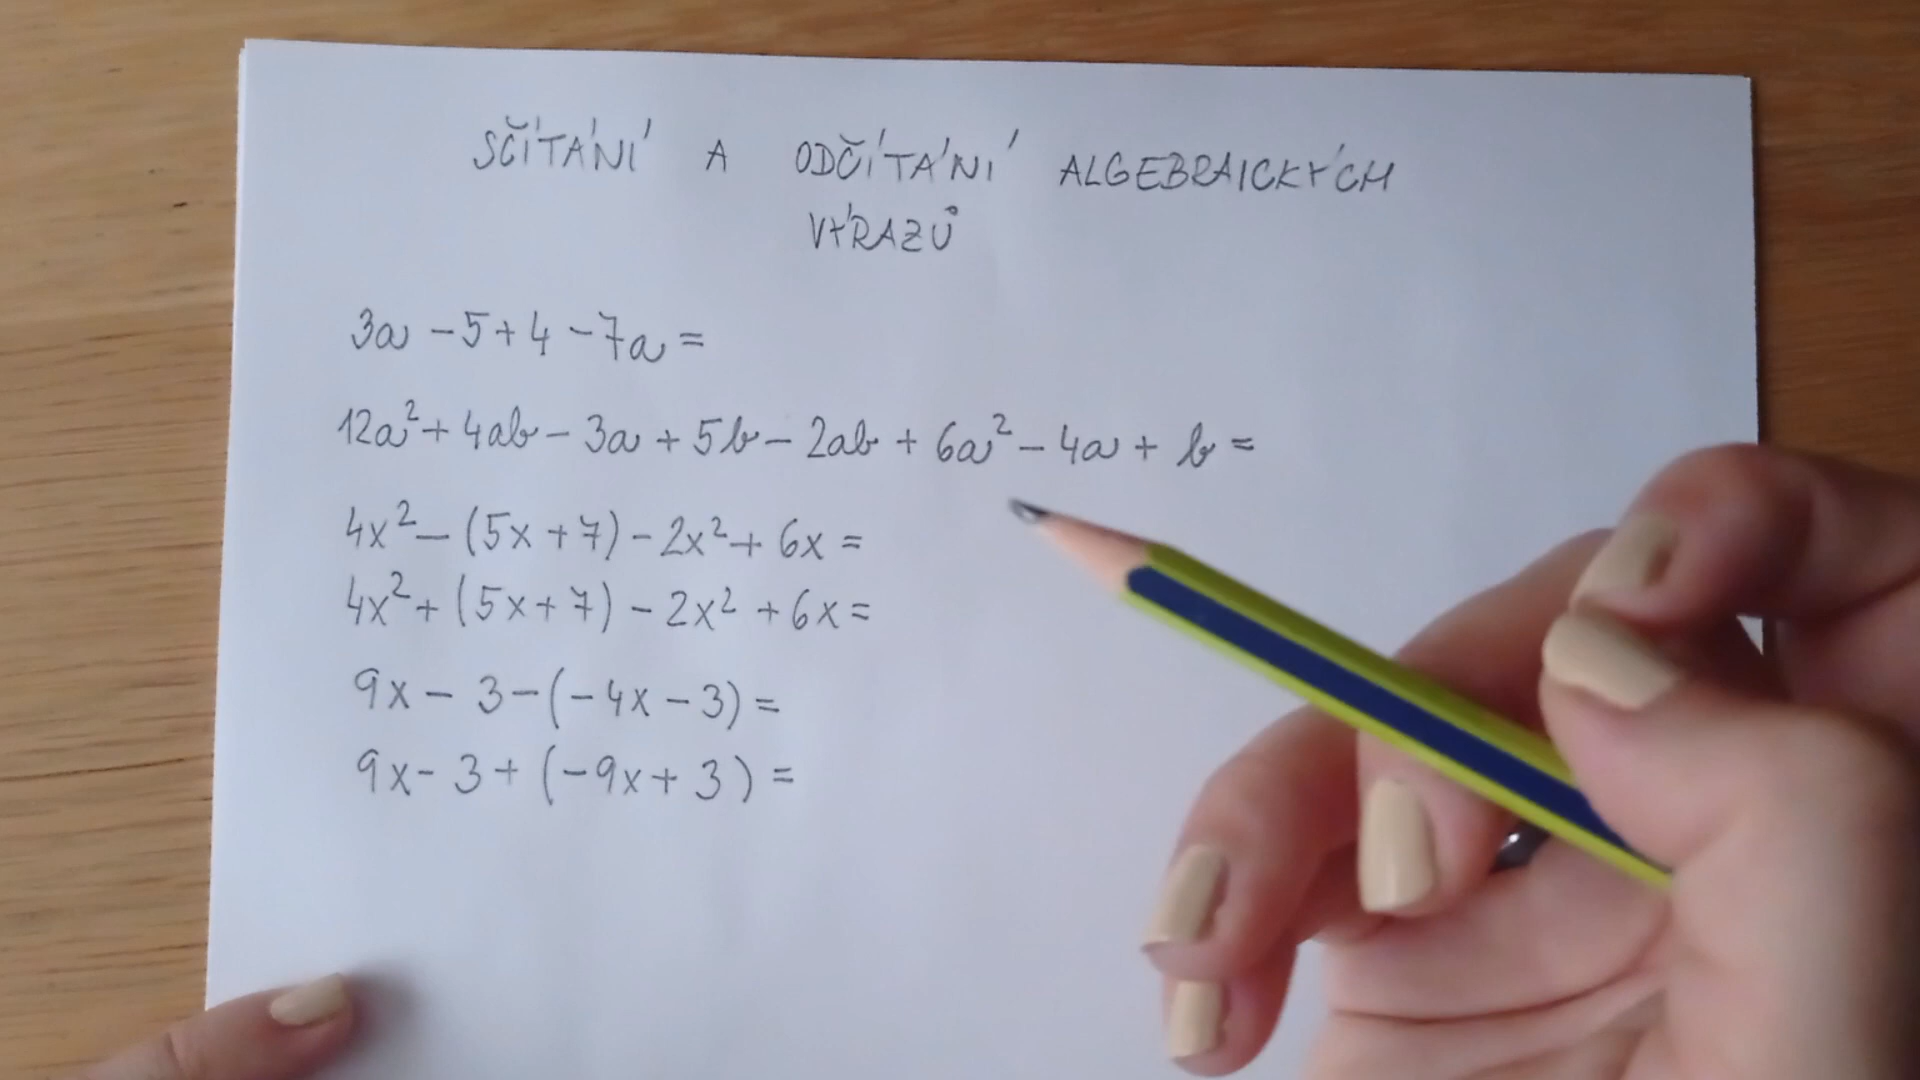 SČÍTÁNÍ A ODČÍTÁNÍ ALGEBRAICKÝCH
VÝRAZŮ
3a - 5 + 4 - 7a =
12a² + 4ab - 3a + 5b - 2ab + 6a² - 4a + b =
4x² - (5x + 7) - 2x² + 6x =
4x² + (5x + 7) - 2x² + 6x =
9x - 3 - (-4x - 3) =
9x - 3 + (-9x + 3) =